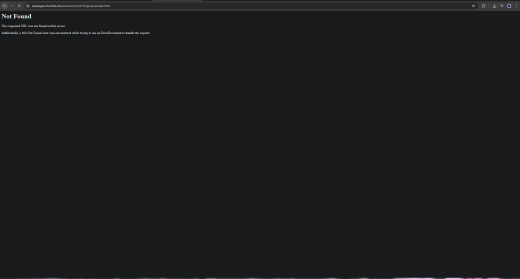 Not Found
The requested URL was not found on this server.
Additionally, a 404 Not Found error was encountered while trying to use an ErrorDocument to handle the request.